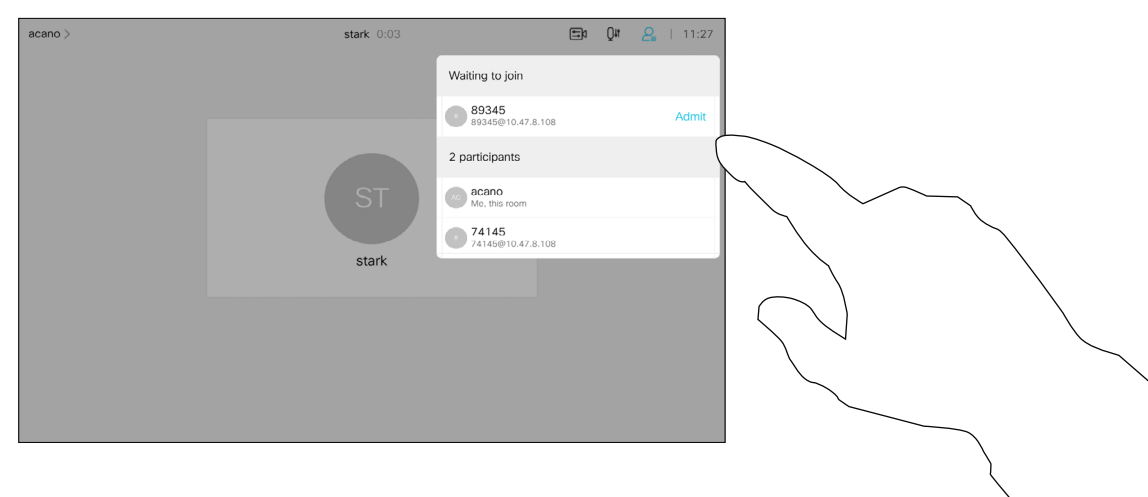 acano >
stark 0:03
| 11:27
Waiting to join
89345
89345@10.47.8.108
Admit
2 participants
AC
acano
Me, this room
74145
74145@10.47.8.108
ST
stark